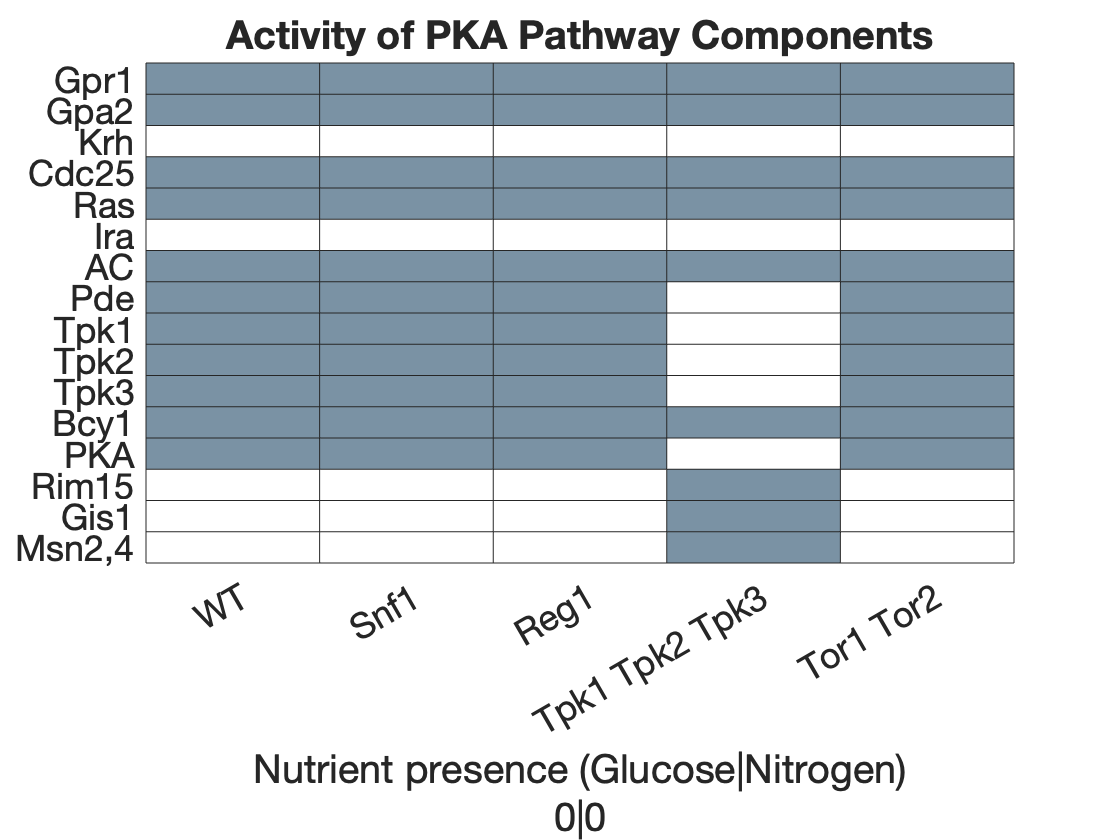 Activity of PKA Pathway Components
Gpr1
Gpa2
Krh
Cdc25
Ras
Ira
AC
Pde
Tpk1
Tpk2
Tpk3
Bcy1
PKA
Rim15
Gis1
Msn2,4
WT
Snf1
Reg1
Tpk1 Tpk2 Tpk3
Tor1 Tor2
Nutrient presence (Glucose|Nitrogen)
0|0